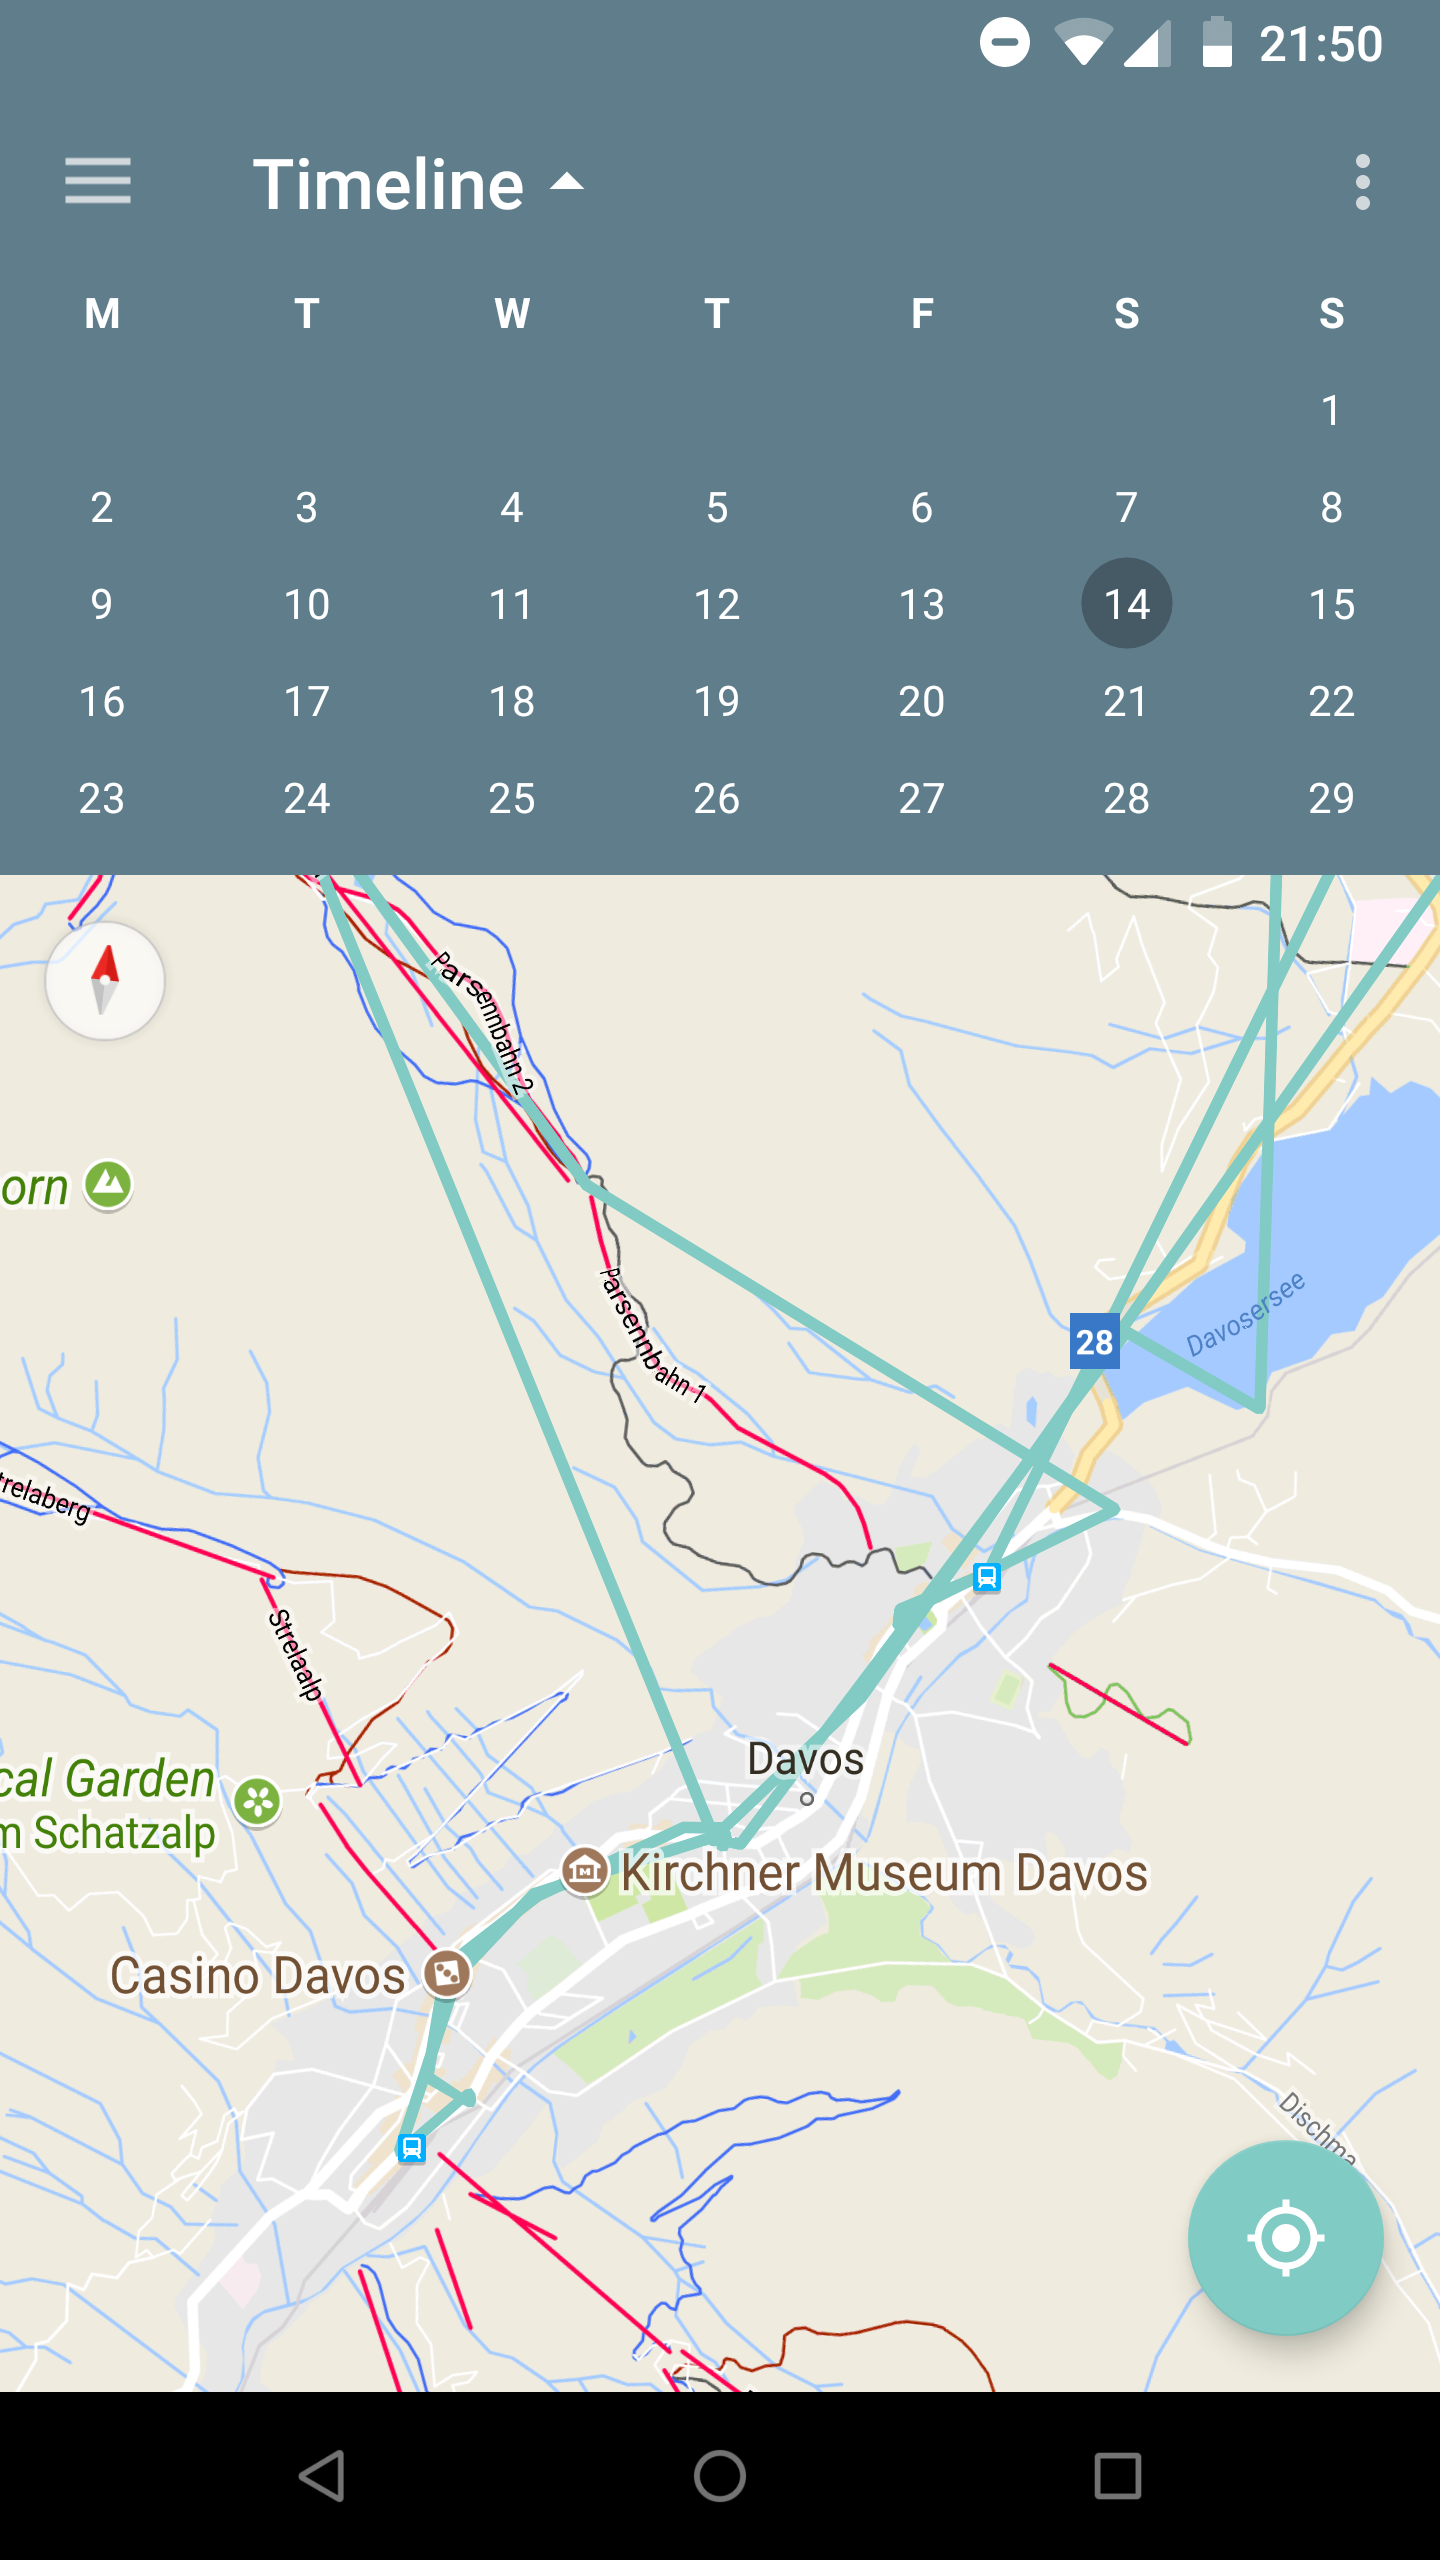 21:50
Timeline
M T W T F S S
1
2 3 4 5 6 7 8
9 10 11 12 13 14 15
16 17 18 19 20 21 22
23 24 25 26 27 28 29
Parsennbahn 2
orn
Parsennbahn 1
Davosersee
28
trelaberg
Strelaalp
Davos
cal Garden
m Schatzalp
Kirchner Museum Davos
Casino Davos
Dischma